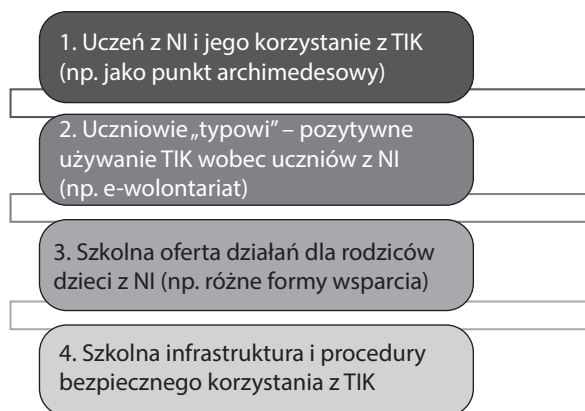 1. Uczeń z NI i jego korzystanie z TIK
(np. jako punkt archimedesowy)
2. Uczniowie „typowi” – pozytywne
używanie TIK wobec uczniów z NI
(np. e-wolontariat)
3. Szkolna oferta działań dla rodziców
dzieci z NI (np. różne formy wsparcia)
4. Szkolna infrastruktura i procedury
bezpiecznego korzystania z TIK